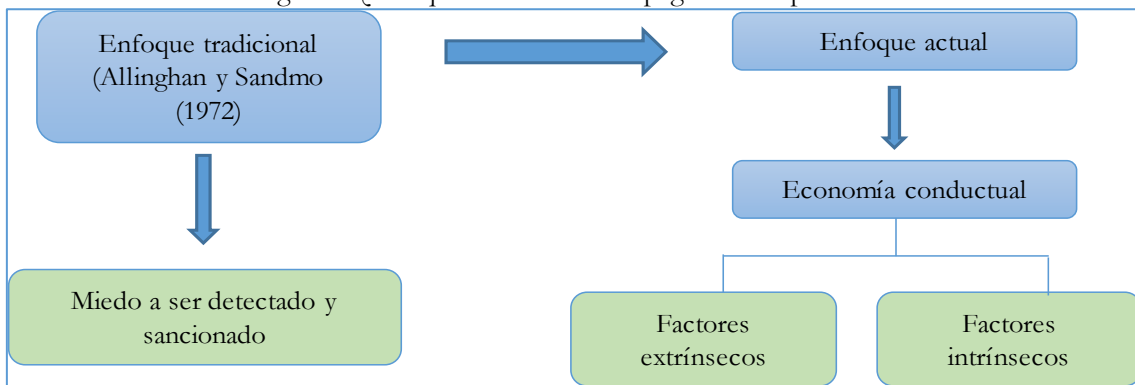 Enfoque tradicional
(Allinghan y Sandmo
(1972)
Enfoque actual
Economía conductual
Miedo a ser detectado y
sancionado
Factores
extrínsecos
Factores
intrínsecos